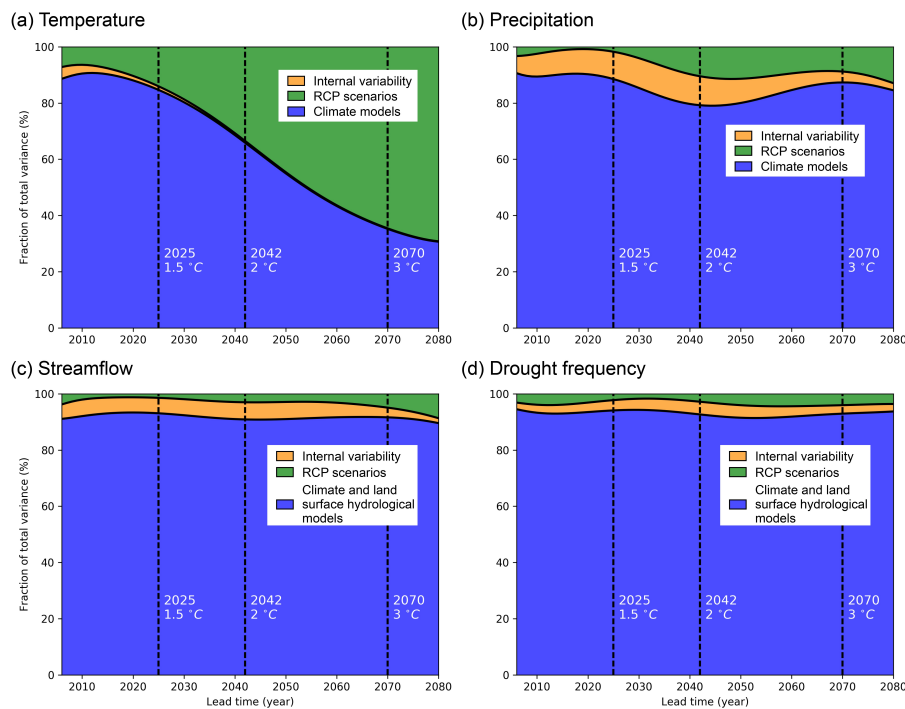 (a) Temperature
Fraction of total variance (%)
100
80
60
40
20
0
Internal variability
RCP scenarios
Climate models
2025
1.5 °C
2042
2 °C
2070
3 °C
2010 2020 2030 2040 2050 2060 2070 2080
(b) Precipitation
100
80
60
40
20
0
Internal variability
RCP scenarios
Climate models
2025
1.5 °C
2042
2 °C
2070
3 °C
2010 2020 2030 2040 2050 2060 2070 2080
(c) Streamflow
Fraction of total variance (%)
100
80
60
40
20
0
Internal variability
RCP scenarios
Climate and land
surface hydrological
models
2025
1.5 °C
2042
2 °C
2070
3 °C
2010 2020 2030 2040 2050 2060 2070 2080
Lead time (year)
(d) Drought frequency
100
80
60
40
20
0
Internal variability
RCP scenarios
Climate and land
surface hydrological
models
2025
1.5 °C
2042
2 °C
2070
3 °C
2010 2020 2030 2040 2050 2060 2070 2080
Lead time (year)